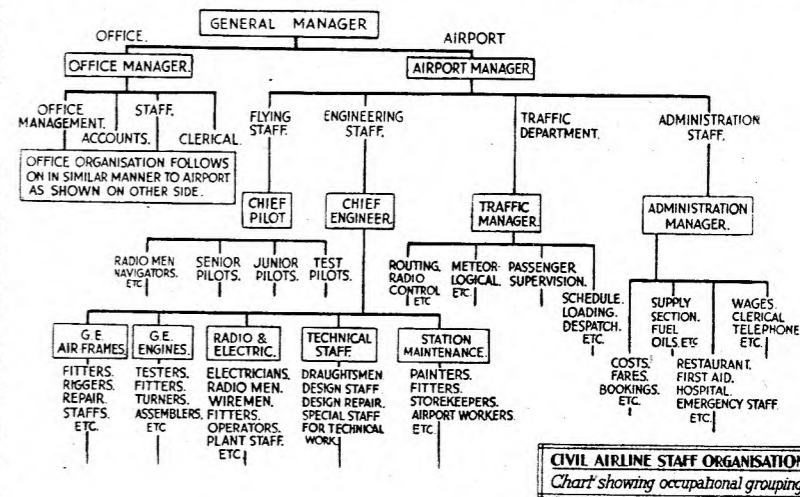 GENERAL MANAGER
OFFICE.
AIRPORT
OFFICE MANAGER.
AIRPORT MANAGER.
OFFICE
MANAGEMENT.
ACCOUNTS.
STAFF.
CLERICAL.
OFFICE ORGANISATION FOLLOWS
ON IN SIMILAR MANNER TO AIRPORT
AS SHOWN ON OTHER SIDE.
FLYING
STAFF.
ENGINEERING
STAFF.
TRAFFIC
DEPARTMENT.
ADMINISTRATION
STAFF.
CHIEF
PILOT
CHIEF
ENGINEER.
TRAFFIC
MANAGER.
ADMINISTRATION
MANAGER.
RADIO MEN
NAVIGATORS.
ETC
SENIOR
PILOTS.
JUNIOR
PILOTS.
TEST
PILOTS.
ROUTING.
RADIO
CONTROL
ETC
METEOR-
LOGICAL.
ETC.
PASSENGER
SUPERVISION.
SCHEDULE.
LOADING.
DESPATCH.
ETC.
COSTS.
FARES.
BOOKINGS.
ETC.
SUPPLY
SECTION.
FUEL
OILS. ETC
RESTAURANT.
FIRST AID.
HOSPITAL.
EMERGENCY STAFF
ETC.
WAGES.
CLERICAL
TELEPHONE
ETC.
G.E.
AIR FRAMES.
FITTERS.
RIGGERS.
REPAIR.
STAFFS.
ETC.
G.E.
ENGINES.
TESTERS.
FITTERS.
TURNERS.
ASSEMBLERS.
ETC
RADIO &
ELECTRIC.
ELECTRICIANS.
RADIO MEN.
WIREMEN.
FITTERS.
OPERATORS.
PLANT STAFF.
ETC.
TECHNICAL
STAFF.
DRAUGHTSMEN
DESIGN STAFF
DESIGN REPAIR.
SPECIAL STAFF
FOR TECHNICAL
WORK.
STATION
MAINTENANCE.
PAINTERS.
FITTERS.
STOREKEEPERS.
AIRPORT WORKERS
ETC.
CIVIL AIRLINE STAFF ORGANISATION
Chart showing occupational grouping